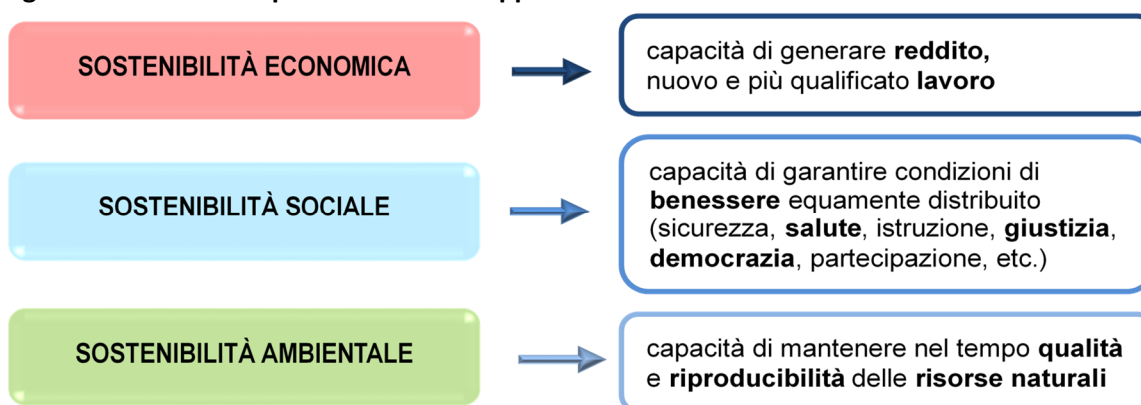 SOSTENIBILITÀ ECONOMICA
capacità di generare reddito,
nuovo e più qualificato lavoro
SOSTENIBILITÀ SOCIALE
capacità di garantire condizioni di
benessere equamente distribuito
(sicurezza, salute, istruzione, giustizia,
democrazia, partecipazione, etc.)
SOSTENIBILITÀ AMBIENTALE
capacità di mantenere nel tempo qualità
e riproducibilità delle risorse naturali